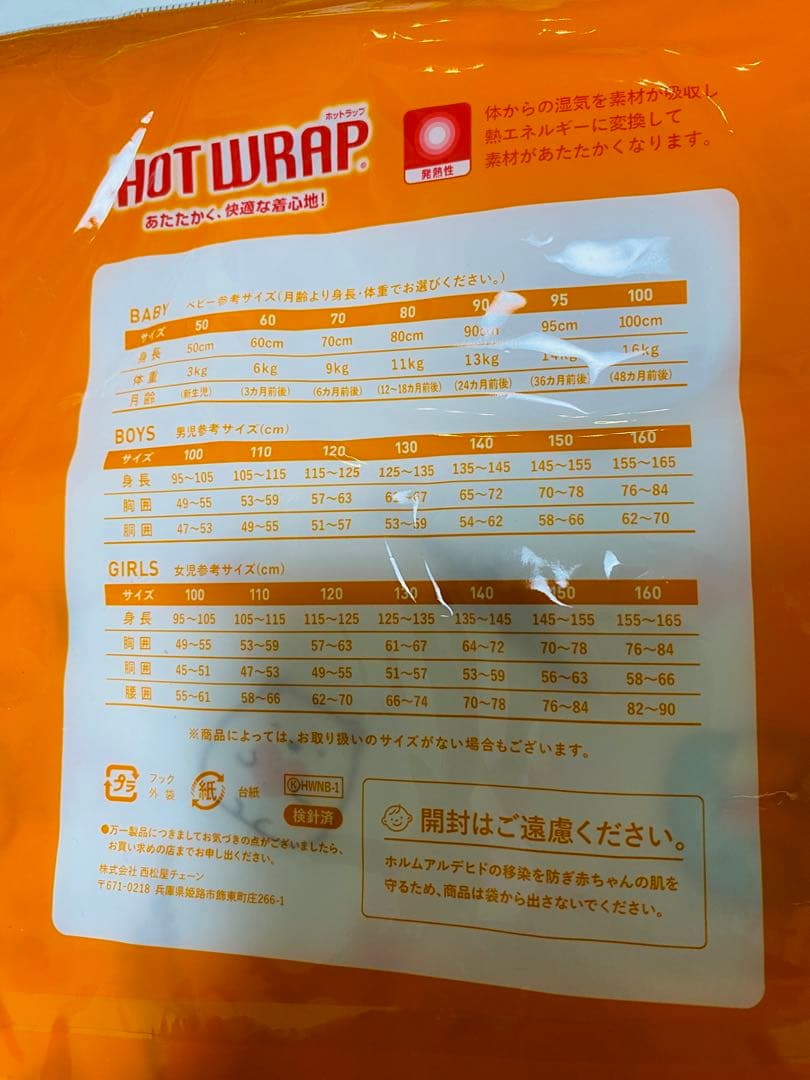 ホットラップ
HOT WRAP®
あたたかく、快適な着心地!
発熱性
体からの湿気を素材が吸収し
熱エネルギーに変換して
素材があたたかくなります。
BABY ベビー参考サイズ(月齢より身長・体重でお選びください。)
サイズ 50 60 70 80 90 95 100
身長 50cm 60cm 70cm 80cm 90cm 95cm 100cm
体重 3kg 6kg 9kg 11kg 13kg 14kg 16kg
月齢 (新生児) (3カ月前後) (6カ月前後) (12〜18カ月前後) (24カ月前後) (36カ月前後) (48カ月前後)
BOYS 男児参考サイズ(cm)
サイズ 100 110 120 130 140 150 160
身長 95〜105 105〜115 115〜125 125〜135 135〜145 145〜155 155〜165
胸囲 49〜55 53〜59 57〜63 65〜72 70〜78 76〜84
胴囲 47〜53 49〜55 51〜57 53〜59 54〜62 58〜66 62〜70
GIRLS 女児参考サイズ(cm)
サイズ 100 110 120 130 140 150 160
身長 95〜105 105〜115 115〜125 125〜135 135〜145 145〜155 155〜165
胸囲 49〜55 53〜59 57〜63 61〜67 64〜72 70〜78 76〜84
胴囲 45〜51 47〜53 49〜55 51〜57 53〜59 56〜63 58〜66
腰囲 55〜61 58〜66 62〜70 66〜74 70〜78 76〜84 82〜90
※商品によっては、お取り扱いのサイズがない場合もございます。
プラ フック
外袋
紙 台紙
ⓀHWNB-1
検針済
●万一製品につきましてお気づきの点がございましたら、
お買い求めの店までお申し出ください。
株式会社 西松屋チェーン
〒671-0218 兵庫県姫路市飾東町庄266-1
開封はご遠慮ください。
ホルムアルデヒドの移染を防ぎ赤ちゃんの肌を
守るため、商品は袋から出さないでください。